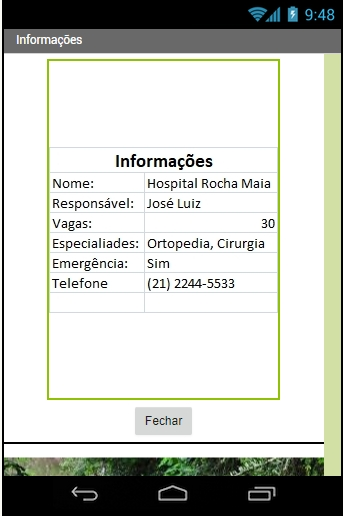 9:48
Informações
Informações
Nome: Hospital Rocha Maia
Responsável: José Luiz
Vagas: 30
Especialiades: Ortopedia, Cirurgia
Emergência: Sim
Telefone (21) 2244-5533
Fechar